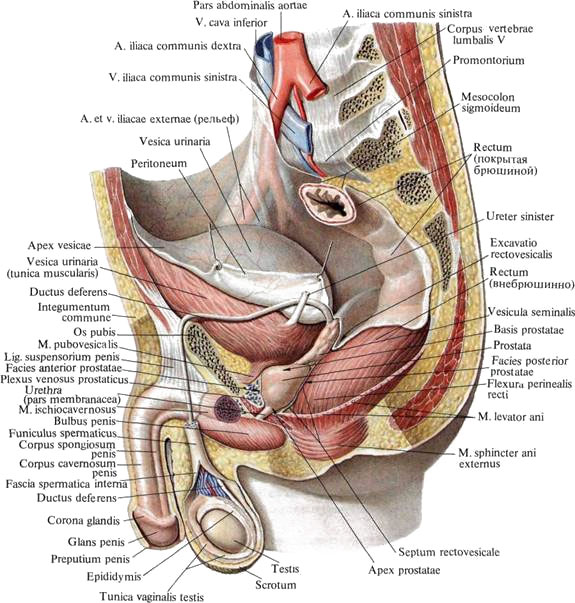 Pars abdominalis aortae
V. cava inferior
A. iliaca communis sinistra
A. iliaca communis dextra
Corpus vertebrae
lumbalis V
V. iliaca communis sinistra
Promontorium
A. et v. iliacae externae (рельеф)
Mesocolon
sigmoideum
Vesica urinaria
Rectum
(покрытая
брюшиной)
Peritoneum
Ureter sinister
Apex vesicae
Excavatio
rectovesicalis
Vesica urinaria
(tunica muscularis)
Rectum
(внебрюшинно)
Ductus deferens
Integumentum
commune
Vesicula seminalis
Os pubis
Basis prostatae
M. pubovesicalis
Prostata
Lig. suspensorium penis
Facies posterior
prostatae
Facies anterior prostatae
Plexus venosus prostaticus
Flexura perinealis
recti
Urethra
(pars membranacea)
M. ischiocavernosus
M. levator ani
Bulbus penis
Funiculus spermaticus
Corpus spongiosum
penis
M. sphincter ani
externus
Corpus cavernosum
penis
Fascia spermatica interna
Ductus deferens
Corona glandis
Glans penis
Septum rectovesicale
Preputium penis
Testis
Apex prostatae
Epididymis
Scrotum
Tunica vaginalis testis